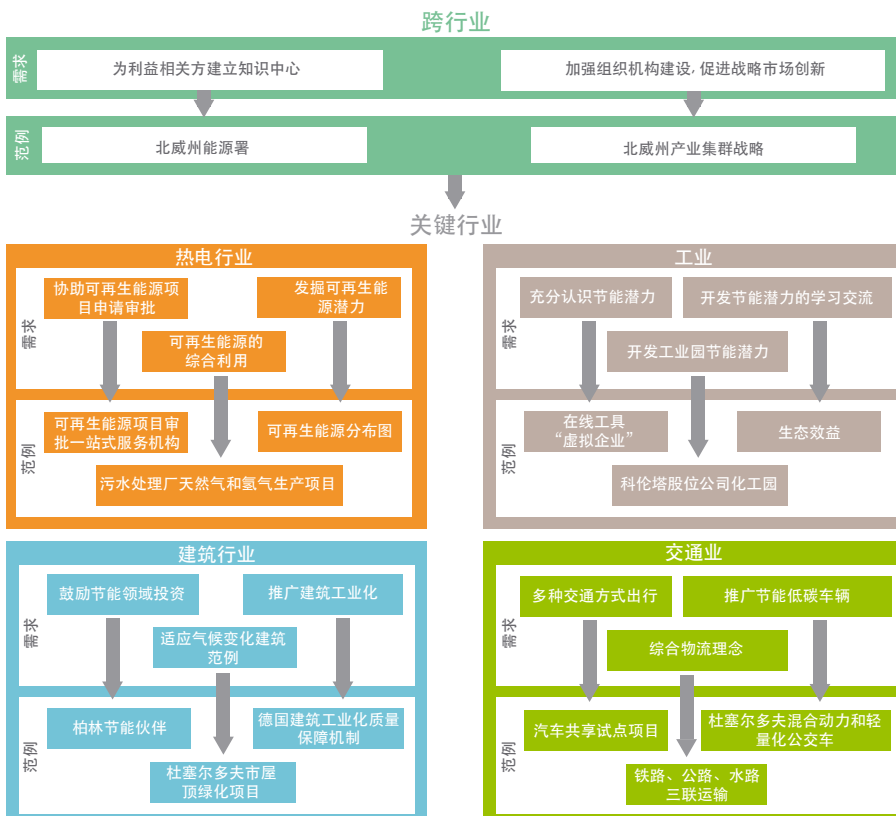 跨行业
需求
为利益相关方建立知识中心
加强组织机构建设,促进战略市场创新
范例
北威州能源署
北威州产业集群战略
关键行业
热电行业
需求
协助可再生能源项
目申请审批
发掘可再生能
源潜力
可再生能源的
综合利用
范例
可再生能源项目审
批一站式服务机构
可再生能源分布图
污水处理厂天然气和氢气生产项目
工业
需求
充分认识节能潜力
开发节能潜力的学习交流
开发工业园节能潜力
范例
在线工具
“虚拟企业”
生态效益
科伦塔股位公司化工园
建筑行业
需求
鼓励节能领域投资
推广建筑工业化
适应气候变化建筑
范例
范例
柏林节能伙伴
德国建筑工业化质量
保障机制
杜塞尔多夫市屋
顶绿化项目
交通业
需求
多种交通方式出行
推广节能低碳车辆
综合物流理念
范例
汽车共享试点项目
杜塞尔多夫混合动力和轻
量化公交车
铁路、公路、水路
三联运输